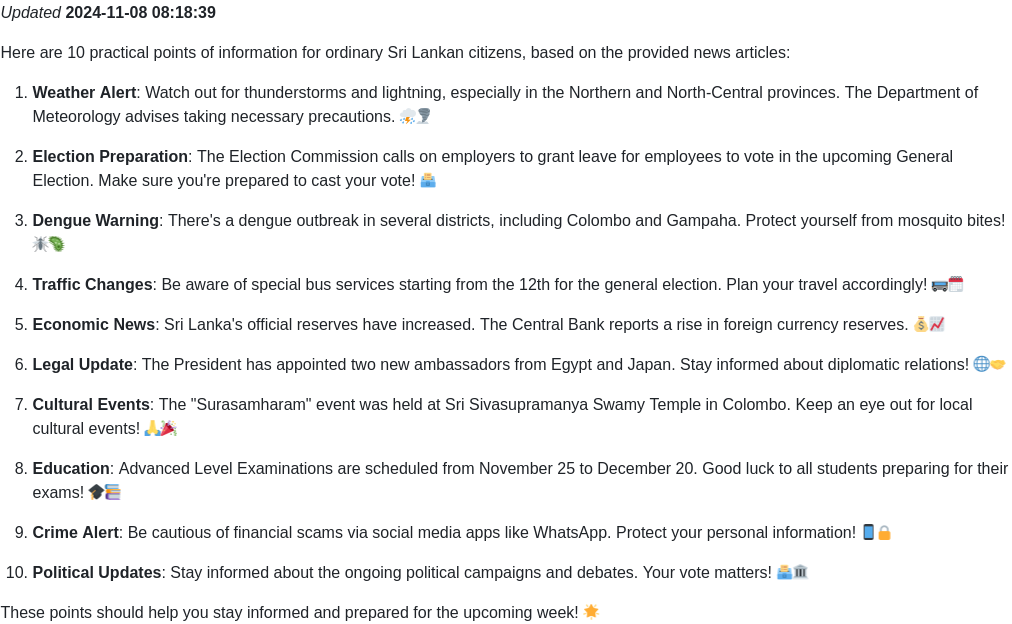 Updated 2024-11-08 08:18:39
Here are 10 practical points of information for ordinary Sri Lankan citizens, based on the provided news articles:
1. Weather Alert: Watch out for thunderstorms and lightning, especially in the Northern and North-Central provinces. The Department of
Meteorology advises taking necessary precautions. ⛈️🌪️
2. Election Preparation: The Election Commission calls on employers to grant leave for employees to vote in the upcoming General
Election. Make sure you're prepared to cast your vote! 🗳️
3. Dengue Warning: There's a dengue outbreak in several districts, including Colombo and Gampaha. Protect yourself from mosquito bites!
🦟🦠
4. Traffic Changes: Be aware of special bus services starting from the 12th for the general election. Plan your travel accordingly! 🚌🗓️
5. Economic News: Sri Lanka's official reserves have increased. The Central Bank reports a rise in foreign currency reserves. 💰📈
6. Legal Update: The President has appointed two new ambassadors from Egypt and Japan. Stay informed about diplomatic relations! 🌐🤝
7. Cultural Events: The "Surasamharam" event was held at Sri Sivasupramanya Swamy Temple in Colombo. Keep an eye out for local
cultural events! 🙏🎉
8. Education: Advanced Level Examinations are scheduled from November 25 to December 20. Good luck to all students preparing for their
exams! 🎓📚
9. Crime Alert: Be cautious of financial scams via social media apps like WhatsApp. Protect your personal information! 📱🔒
10. Political Updates: Stay informed about the ongoing political campaigns and debates. Your vote matters! 🗳️🏛️
These points should help you stay informed and prepared for the upcoming week! 🌟